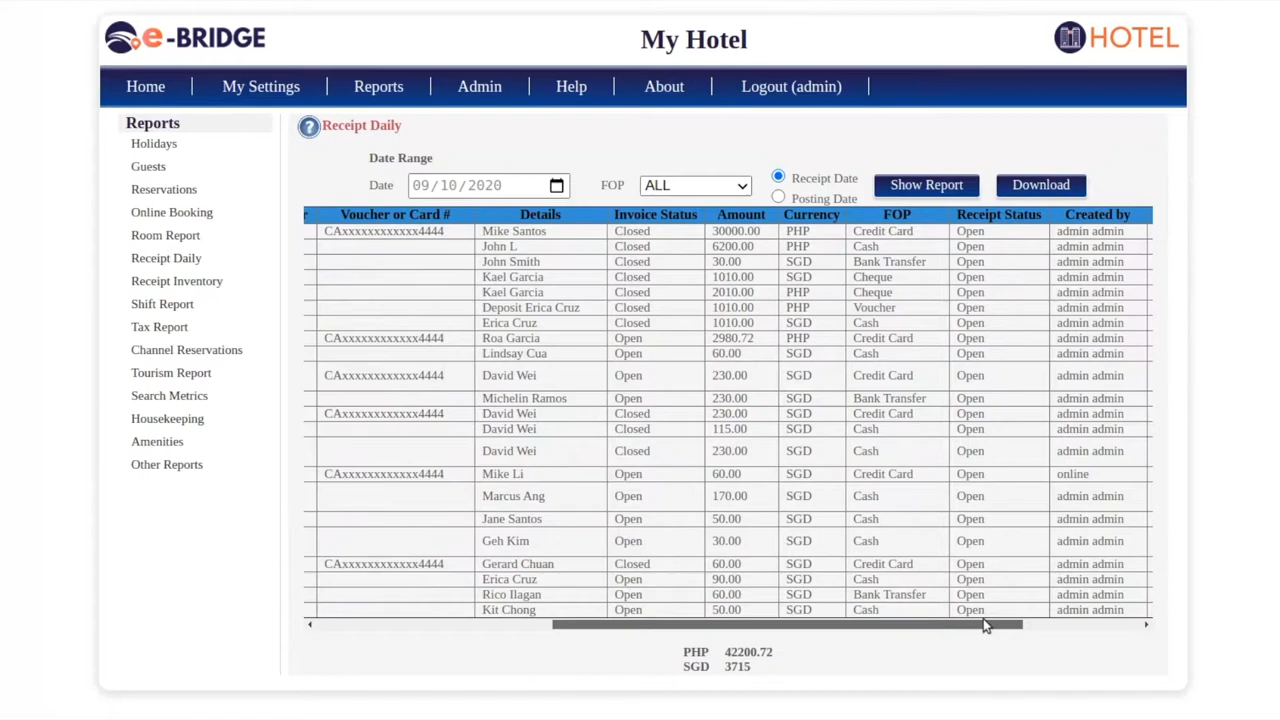 e-BRIDGE My Hotel HOTEL
Home My Settings Reports Admin Help About Logout (admin)
Reports
Holidays
Guests
Reservations
Online Booking
Room Report
Receipt Daily
Receipt Inventory
Shift Report
Tax Report
Channel Reservations
Tourism Report
Search Metrics
Housekeeping
Amenities
Other Reports
? Receipt Daily
Date Range
Date 09/10/2020 FOP ALL Receipt Date Show Report Download
Posting Date
r Voucher or Card # Details Invoice Status Amount Currency FOP Receipt Status Created by
CAxxxxxxxxxxxx4444 Mike Santos Closed 30000.00 PHP Credit Card Open admin admin
John L Closed 6200.00 PHP Cash Open admin admin
John Smith Closed 30.00 SGD Bank Transfer Open admin admin
Kael Garcia Closed 1010.00 SGD Cheque Open admin admin
Kael Garcia Closed 2010.00 PHP Cheque Open admin admin
Deposit Erica Cruz Closed 1010.00 PHP Voucher Open admin admin
Erica Cruz Closed 1010.00 SGD Cash Open admin admin
CAxxxxxxxxxxxx4444 Roa Garcia Open 2980.72 PHP Credit Card Open admin admin
Lindsay Cua Open 60.00 SGD Cash Open admin admin
CAxxxxxxxxxxxx4444 David Wei Open 230.00 SGD Credit Card Open admin admin
Michelin Ramos Open 230.00 SGD Bank Transfer Open admin admin
CAxxxxxxxxxxxx4444 David Wei Closed 230.00 SGD Credit Card Open admin admin
David Wei Closed 115.00 SGD Cash Open admin admin
David Wei Closed 230.00 SGD Cash Open admin admin
CAxxxxxxxxxxxx4444 Mike Li Open 60.00 SGD Credit Card Open online
Marcus Ang Open 170.00 SGD Cash Open admin admin
Jane Santos Open 50.00 SGD Cash Open admin admin
Geh Kim Open 30.00 SGD Cash Open admin admin
CAxxxxxxxxxxxx4444 Gerard Chuan Closed 60.00 SGD Credit Card Open admin admin
Erica Cruz Open 90.00 SGD Cash Open admin admin
Rico Ilagan Open 60.00 SGD Bank Transfer Open admin admin
Kit Chong Open 50.00 SGD Cash Open admin admin
PHP 42200.72
SGD 3715